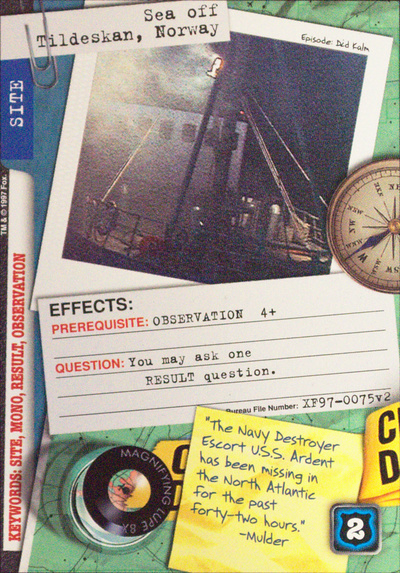 Sea off
Tildeskan, Norway
Episode: Død Kalm
SITE
TM & © 1997 Fox.
KEYWORDS: SITE, MONO, RESULT, OBSERVATION
EFFECTS:
PREREQUISITE: OBSERVATION 4+
QUESTION: You may ask one
RESULT question.
Bureau File Number: XF97-0075v2
MAGNIFYING LUPE 8X
"The Navy Destroyer
Escort U.S.S. Ardent
has been missing in
the North Atlantic
for the past
forty-two hours."
-Mulder
2